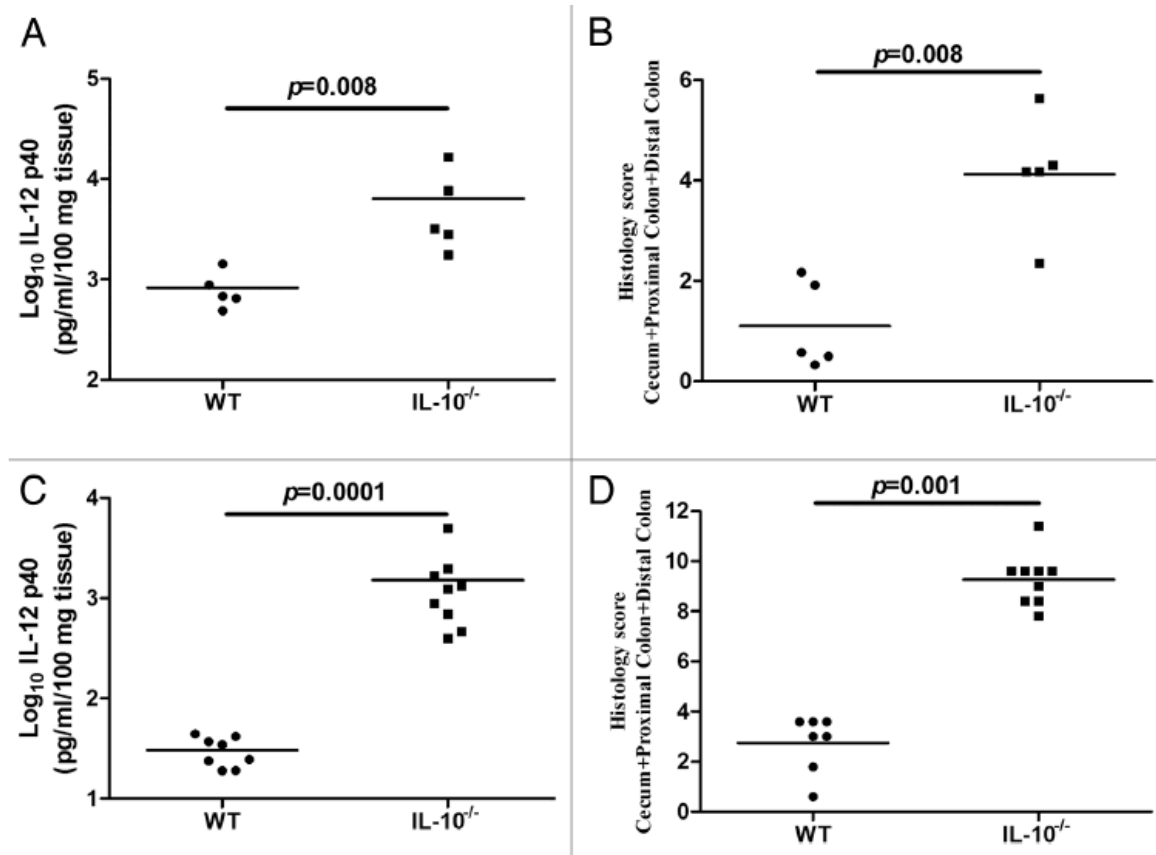 A
p=0.008
Log₁₀ IL-12 p40
(pg/ml/100 mg tissue)
5
4
3
2
WT
IL-10⁻/⁻
B
p=0.008
Histology score
Cecum+Proximal Colon+Distal Colon
6
4
2
0
WT
IL-10⁻/⁻
C
p=0.0001
Log₁₀ IL-12 p40
(pg/ml/100 mg tissue)
4
3
2
1
WT
IL-10⁻/⁻
D
p=0.001
Histology score
Cecum+Proximal Colon+Distal Colon
12
10
8
6
4
2
0
WT
IL-10⁻/⁻